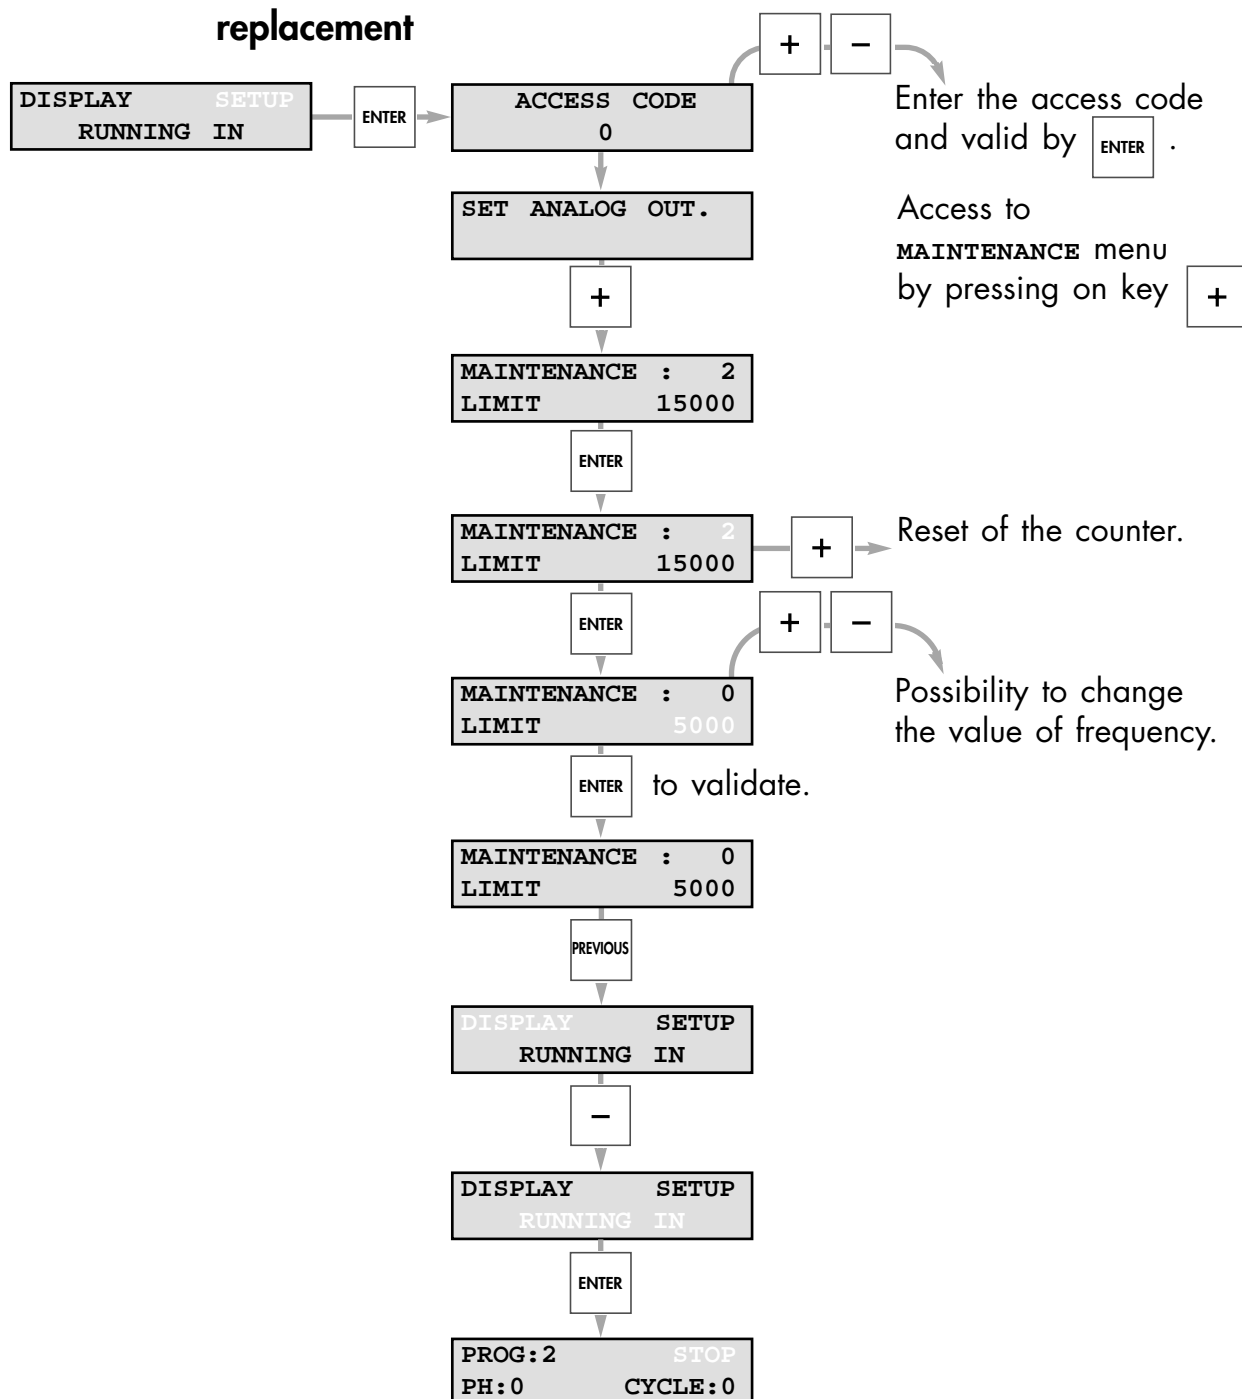 replacement
+ −
DISPLAY SETUP
RUNNING IN
ENTER
ACCESS CODE
0
Enter the access code
and valid by ENTER .
SET ANALOG OUT.
Access to
MAINTENANCE menu
by pressing on key +
+
MAINTENANCE : 2
LIMIT 15000
ENTER
MAINTENANCE : 2
LIMIT 15000
+
Reset of the counter.
ENTER
+ −
MAINTENANCE : 0
LIMIT 5000
Possibility to change
the value of frequency.
ENTER to validate.
MAINTENANCE : 0
LIMIT 5000
PREVIOUS
DISPLAY SETUP
RUNNING IN
−
DISPLAY SETUP
RUNNING IN
ENTER
PROG:2 STOP
PH:0 CYCLE:0